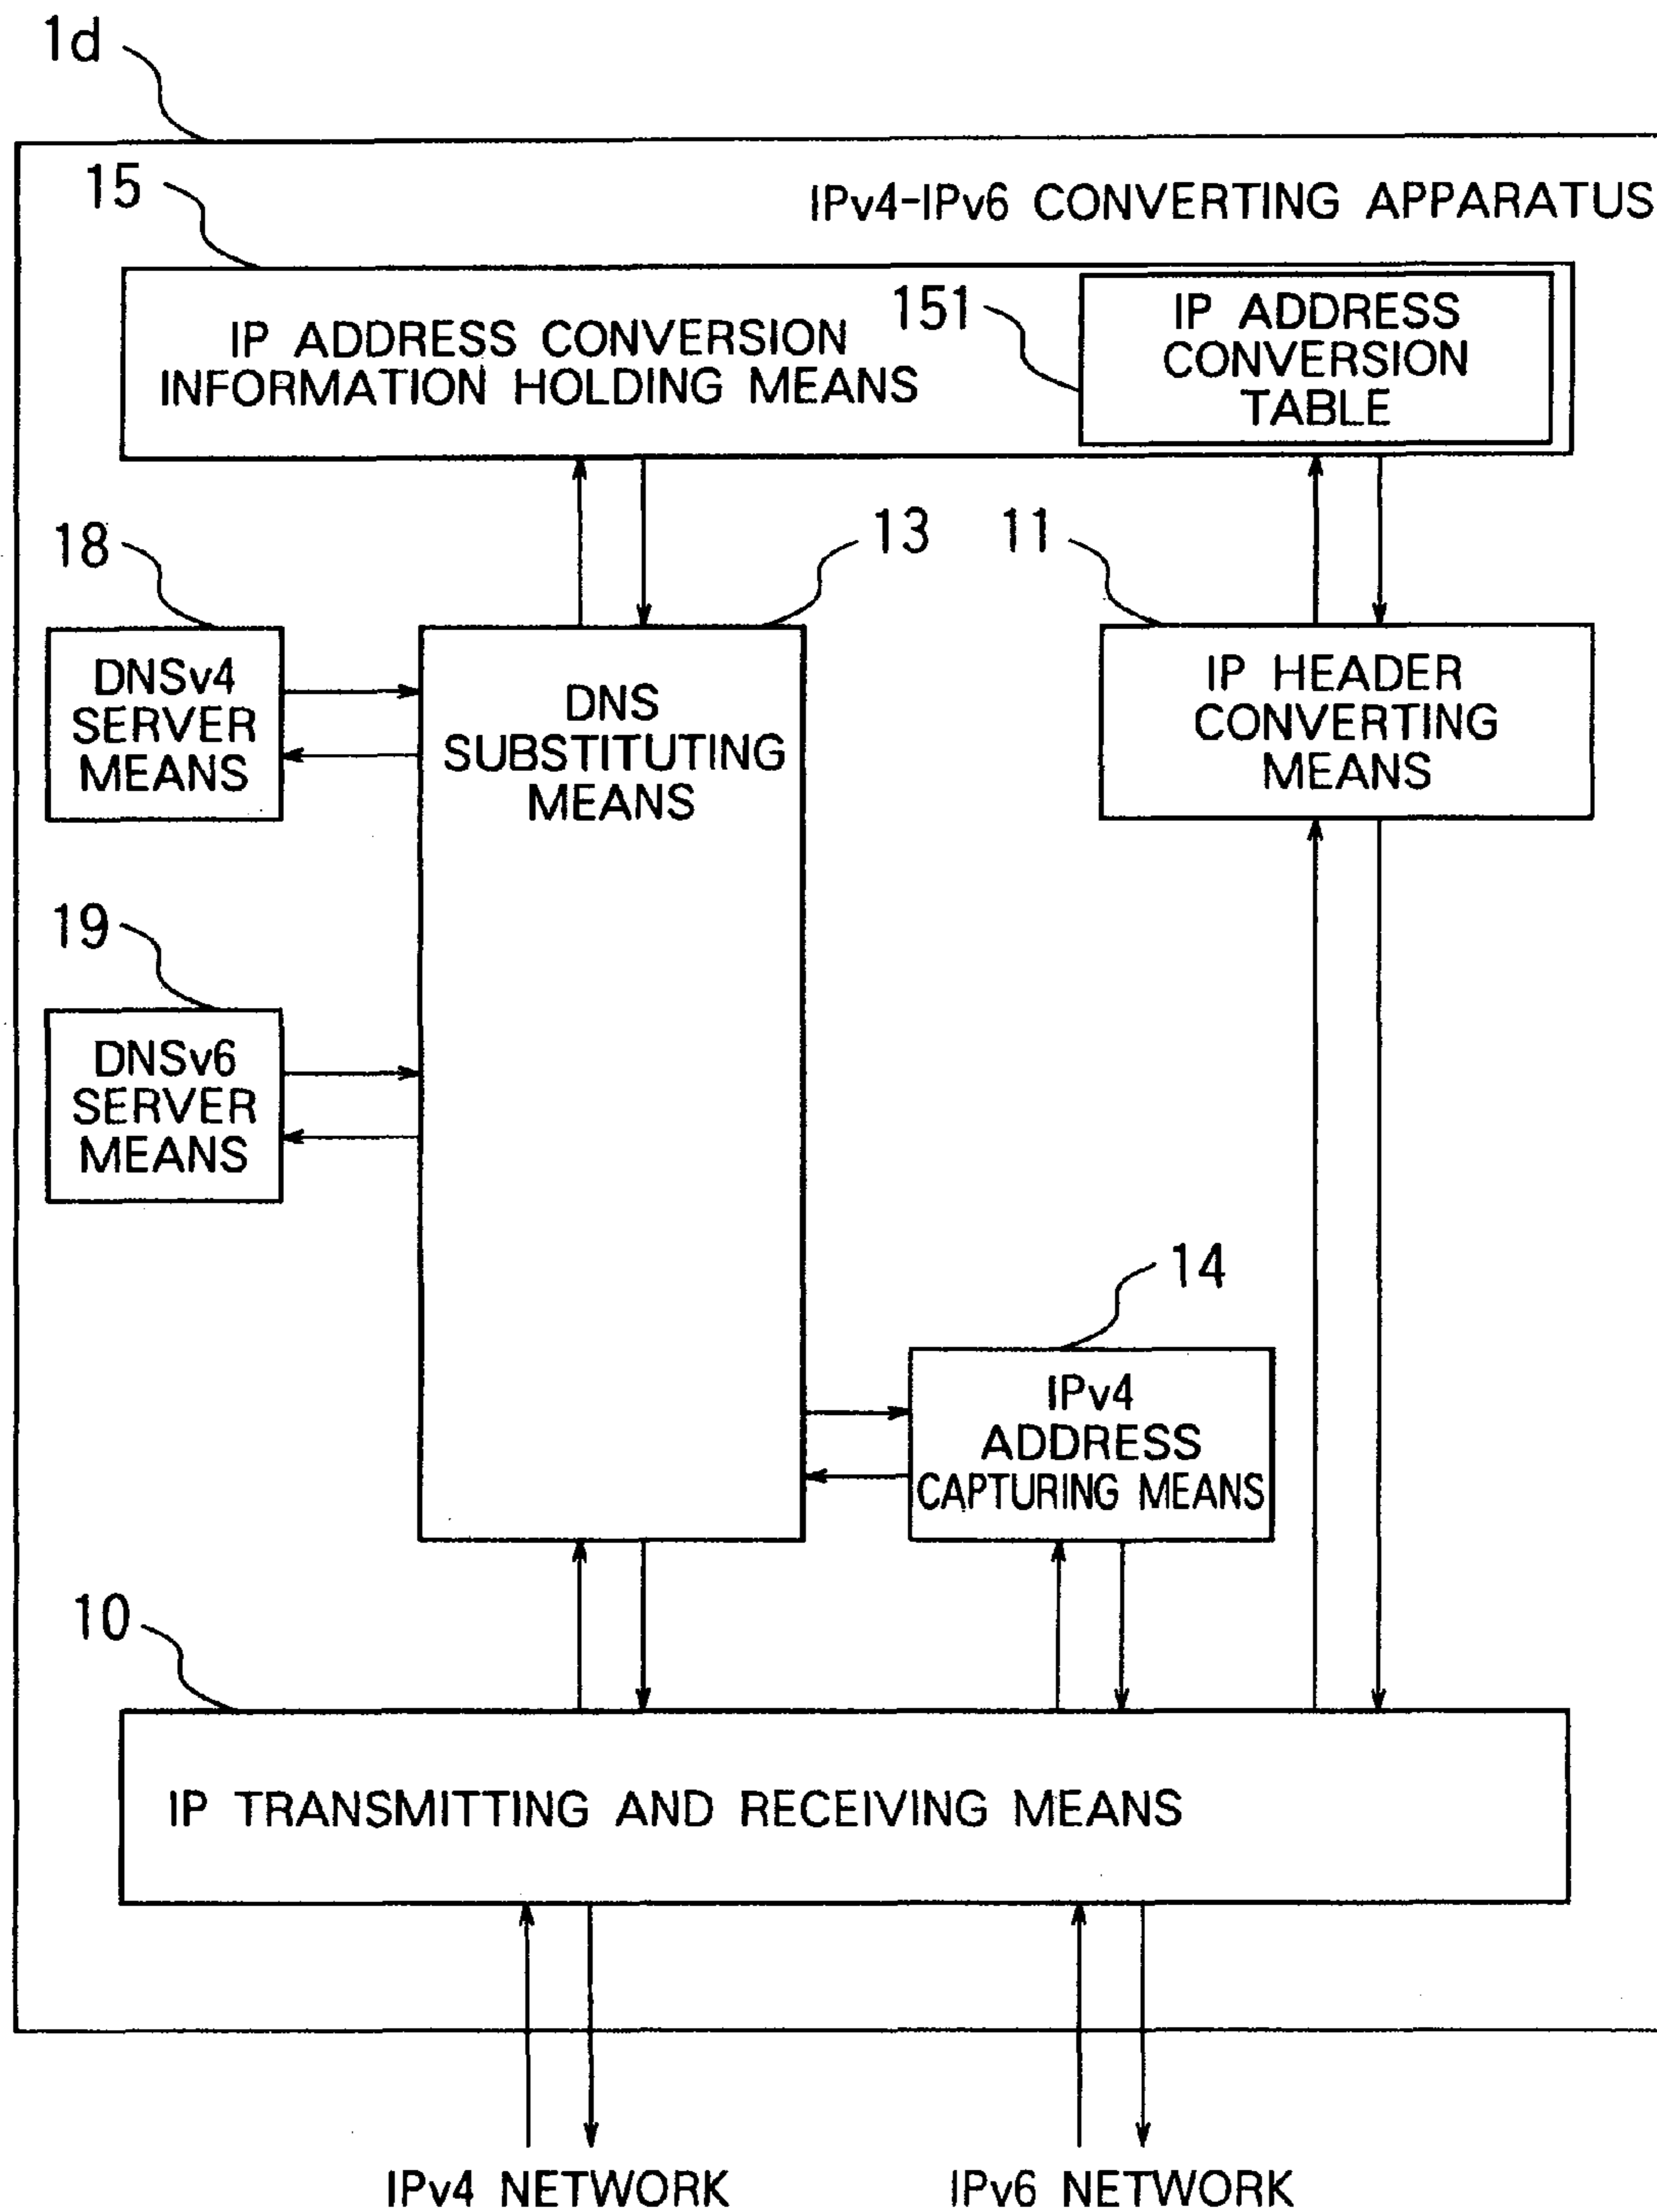 1d
15
IPv4-IPv6 CONVERTING APPARATUS
IP ADDRESS CONVERSION
INFORMATION HOLDING MEANS
151
IP ADDRESS
CONVERSION
TABLE
18
13
11
DNSv4
SERVER
MEANS
DNS
SUBSTITUTING
MEANS
IP HEADER
CONVERTING
MEANS
19
DNSv6
SERVER
MEANS
14
IPv4
ADDRESS
CAPTURING MEANS
10
IP TRANSMITTING AND RECEIVING MEANS
IPv4 NETWORK
IPv6 NETWORK